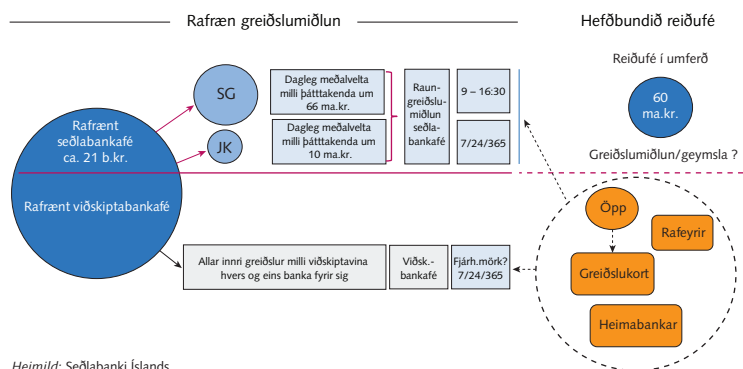 Rafræn greiðslumiðlun
Hefðbundið reiðufé
Rafrænt
seðlabankafé
ca. 21 b.kr.
Rafrænt viðskiptabankafé
SG
JK
Dagleg meðalvelta
milli þátttakenda um
66 ma.kr.
Dagleg meðalvelta
milli þátttakenda um
10 ma.kr.
Raun-
greiðslu-
miðlun
seðla-
bankafé
9 – 16:30
7/24/365
Reiðufé í umferð
60
ma.kr.
Greiðslumiðlun/geymsla ?
Allar innri greiðslur milli viðskiptavina
hvers og eins banka fyrir sig
Viðsk.-
bankafé
Fjárh.mörk?
7/24/365
Öpp
Rafeyrir
Greiðslukort
Heimabankar
Heimild: Seðlabanki Íslands